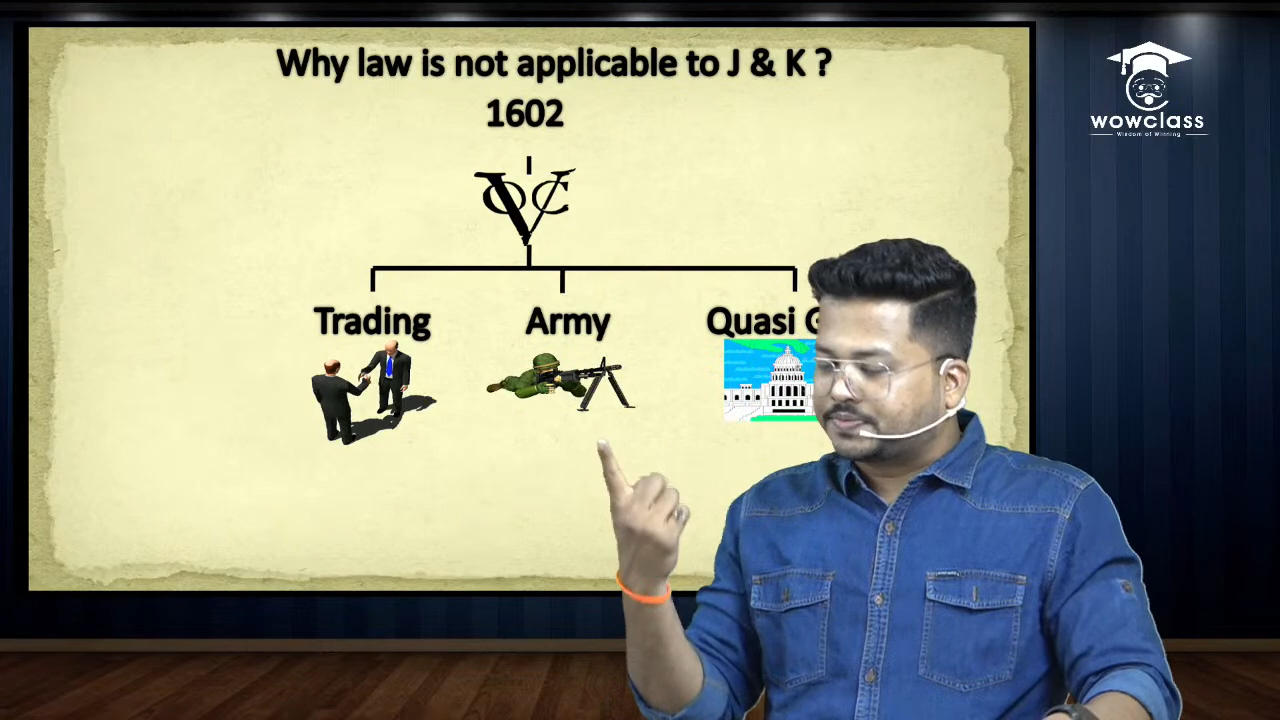 Why law is not applicable to J & K ?
1602
VOC
Trading
Army
Quasi
wowclass
Wisdom of Winning